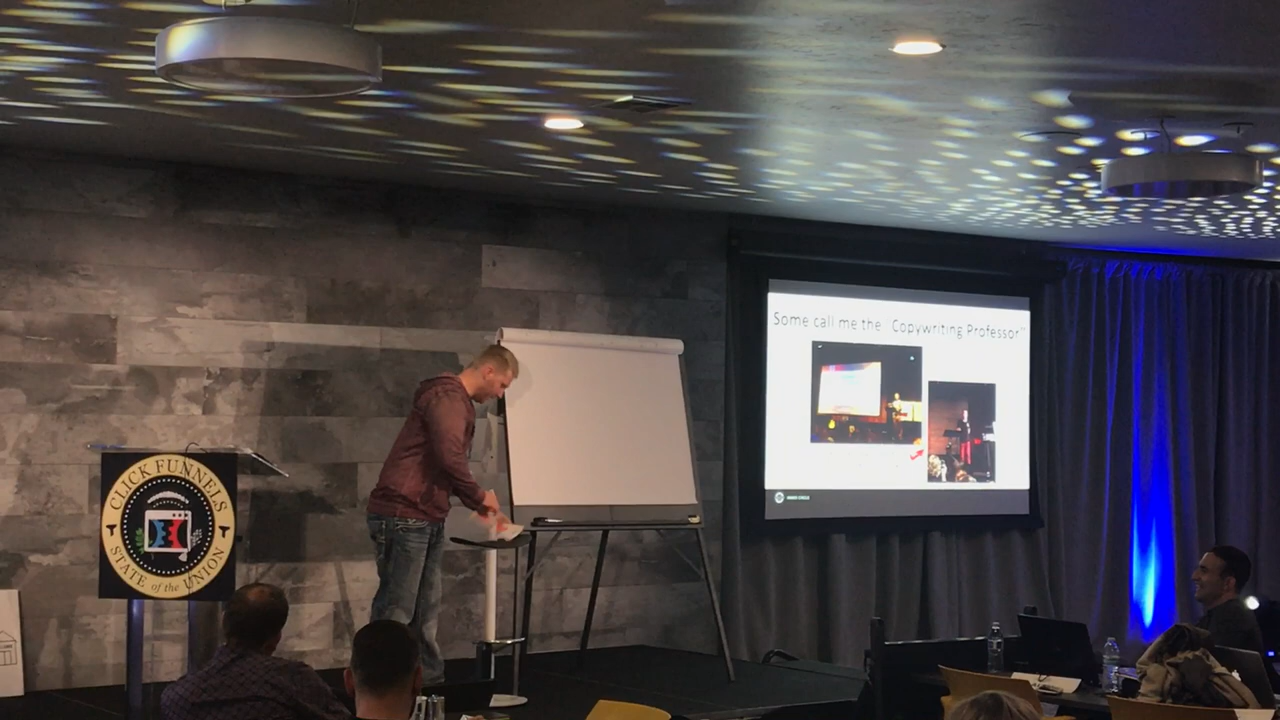 Some call me the "Copywriting Professor"
CLICK FUNNELS
STATE of the UNION